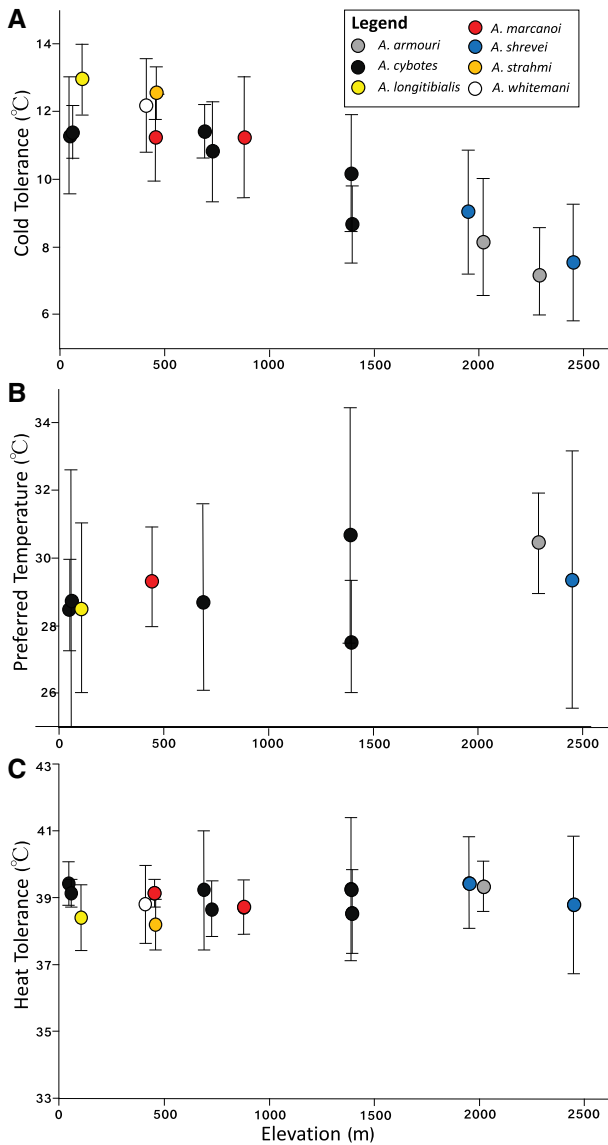 A
Legend
A. armouri
A. cybotes
A. longitibialis
A. marcanoi
A. shrevei
A. strahmi
A. whitemani
Cold Tolerance (℃)
14
12
10
8
6
0 500 1000 1500 2000 2500
B
Preferred Temperature (℃)
34
32
30
28
26
0 500 1000 1500 2000 2500
C
Heat Tolerance (℃)
43
41
39
37
35
33
0 500 1000 1500 2000 2500
Elevation (m)